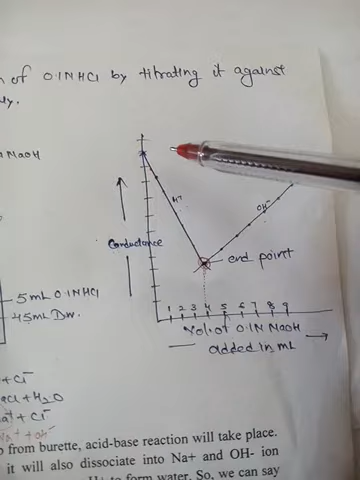 of 0.1N HCl by titrating it against
NaOH
H+
OH-
Conductance
end point
5mL 0.1N HCl
45mL Dw.
1 2 3 4 5 6 7 8 9
Vol. of 0.1N NaOH
added in mL
+ Cl-
+ H2O
+ Cl-
+ OH-
from burette, acid-base reaction will take place.
it will also dissociate into Na+ and OH- ion
to form water. So, we can say